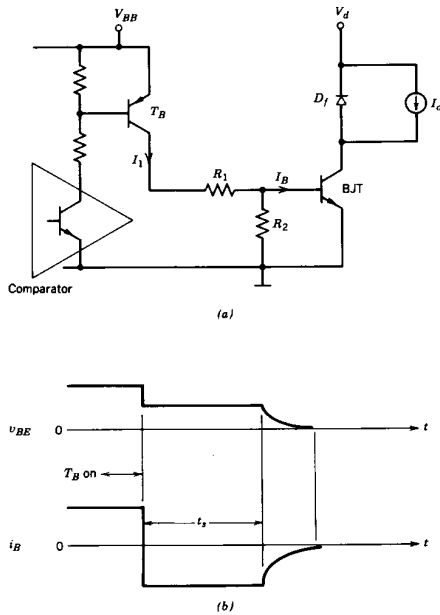 V_BB
V_d
T_B
D_f
I_o
I_1
R_1
I_B
BJT
R_2
Comparator
(a)
v_BE 0 t
T_B on
t_s
i_B 0 t
(b)